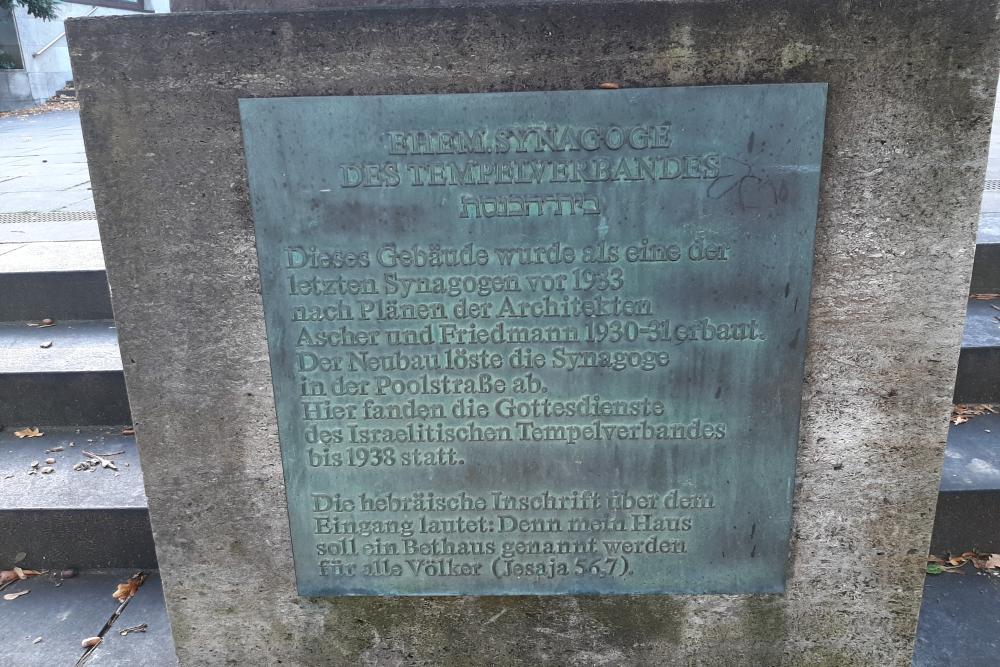 EHEM. SYNAGOGE
DES TEMPELVERBANDES
בית־הכנסת
Dieses Gebäude wurde als eine der
letzten Synagogen vor 1933
nach Plänen der Architekten
Ascher und Friedmann 1930-31 erbaut.
Der Neubau löste die Synagoge
in der Poolstraße ab.
Hier fanden die Gottesdienste
des Israelitischen Tempelverbandes
bis 1938 statt.
Die hebräische Inschrift über dem
Eingang lautet: Denn mein Haus
soll ein Bethaus genannt werden
für alle Völker (Jesaja 56,7).